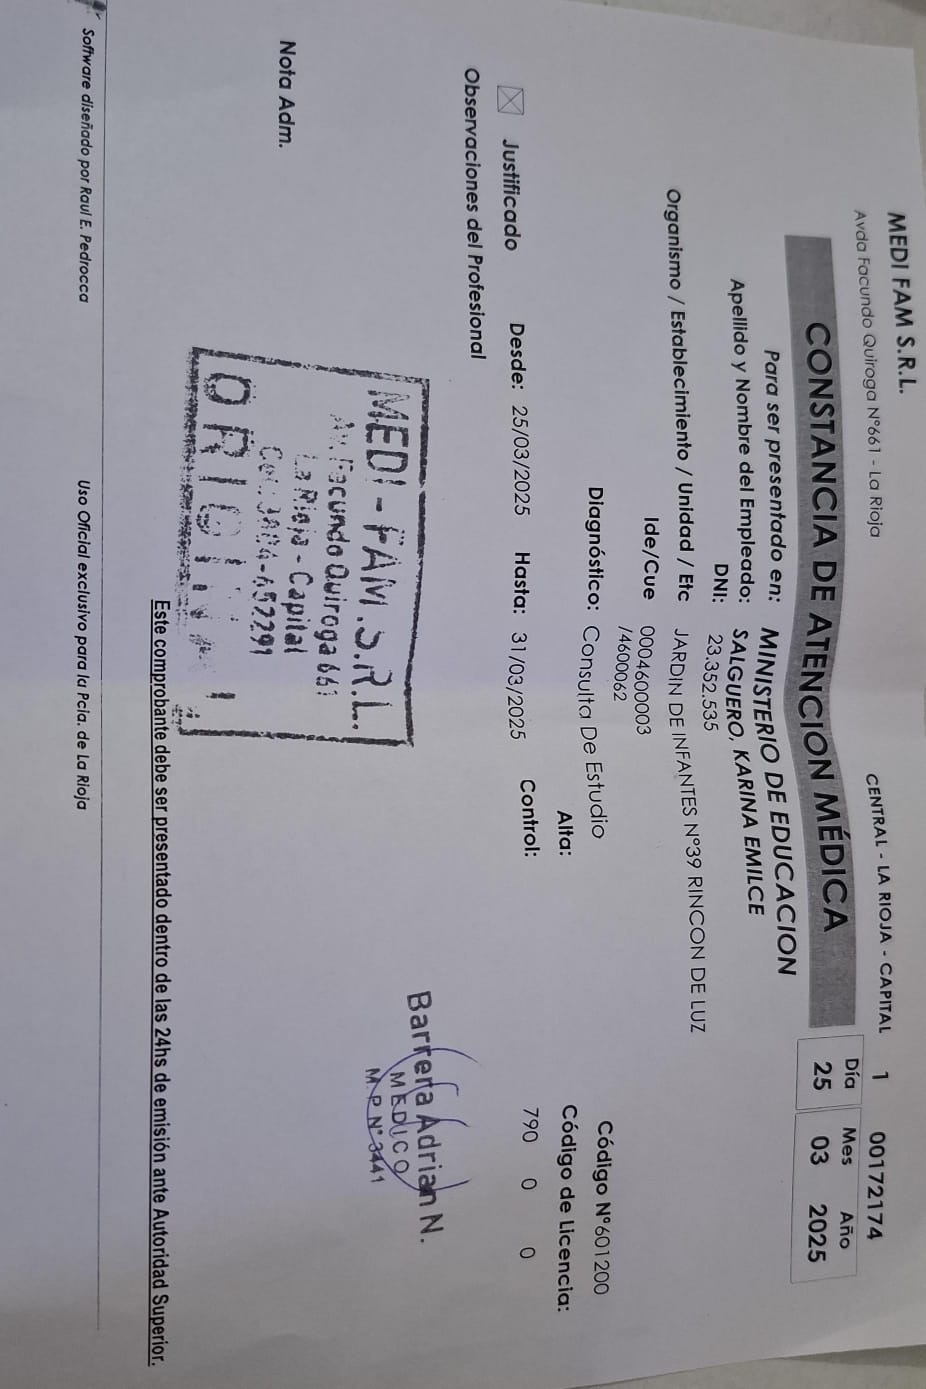 MEDI FAM S.R.L.
CENTRAL - LA RIOJA - CAPITAL 1 00172174
Avda Facundo Quiroga N°661 - La Rioja
Día Mes Año
CONSTANCIA DE ATENCION MÉDICA
25 03 2025
Para ser presentado en: MINISTERIO DE EDUCACION
Apellido y Nombre del Empleado: SALGUERO, KARINA EMILCE
DNI: 23.352.535
Organismo / Establecimiento / Unidad / Etc JARDIN DE INFANTES N°39 RINCON DE LUZ
Ide/Cue 0004600003
/4600062
Diagnóstico: Consulta De Estudio
Código N°601200
Alta:
Código de Licencia:
Justificado Desde: 25/03/2025 Hasta: 31/03/2025 Control: 790 0 0
Observaciones del Profesional
Barrera Adrian N.
MEDICO
M.P. N° 3441
MEDI - FAM. S.R.L.
Av. Facundo Quiroga 661
La Rioja - Capital
ORIGINAL
Nota Adm.
Este comprobante debe ser presentado dentro de las 24hs de emisión ante Autoridad Superior.
Software diseñado por Raul E. Pedrocca
Uso Oficial exclusivo para la Pcia. de La Rioja